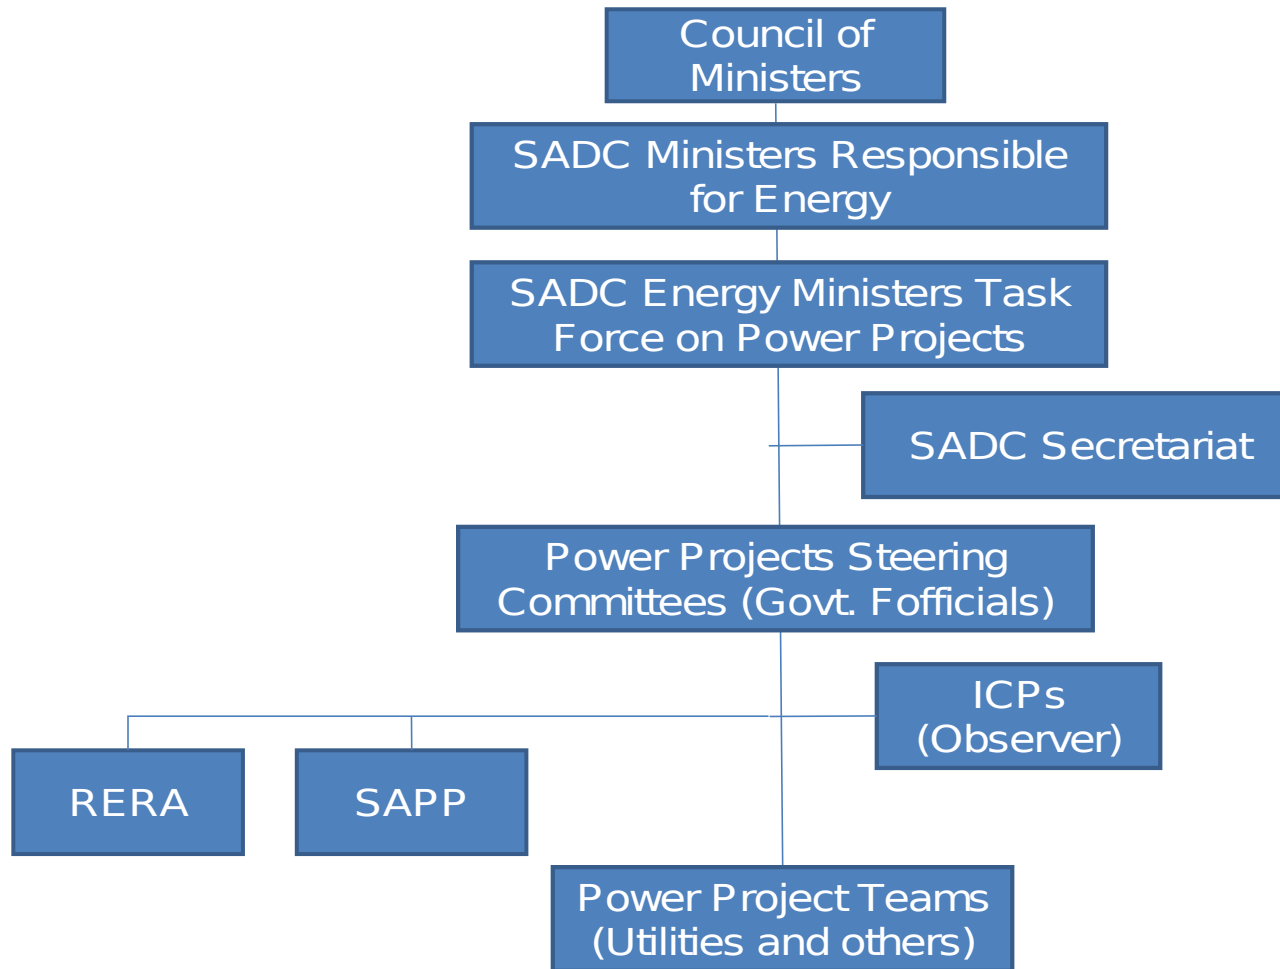 Council of
Ministers
SADC Ministers Responsible
for Energy
SADC Energy Ministers Task
Force on Power Projects
SADC Secretariat
Power Projects Steering
Committees (Govt. Fofficials)
ICPs
(Observer)
RERA
SAPP
Power Project Teams
(Utilities and others)